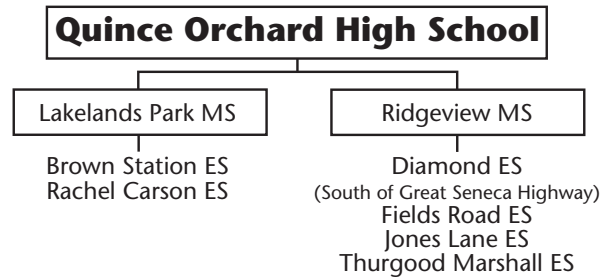 Quince Orchard High School
Lakelands Park MS
Brown Station ES
Rachel Carson ES
Ridgeview MS
Diamond ES
(South of Great Seneca Highway)
Fields Road ES
Jones Lane ES
Thurgood Marshall ES